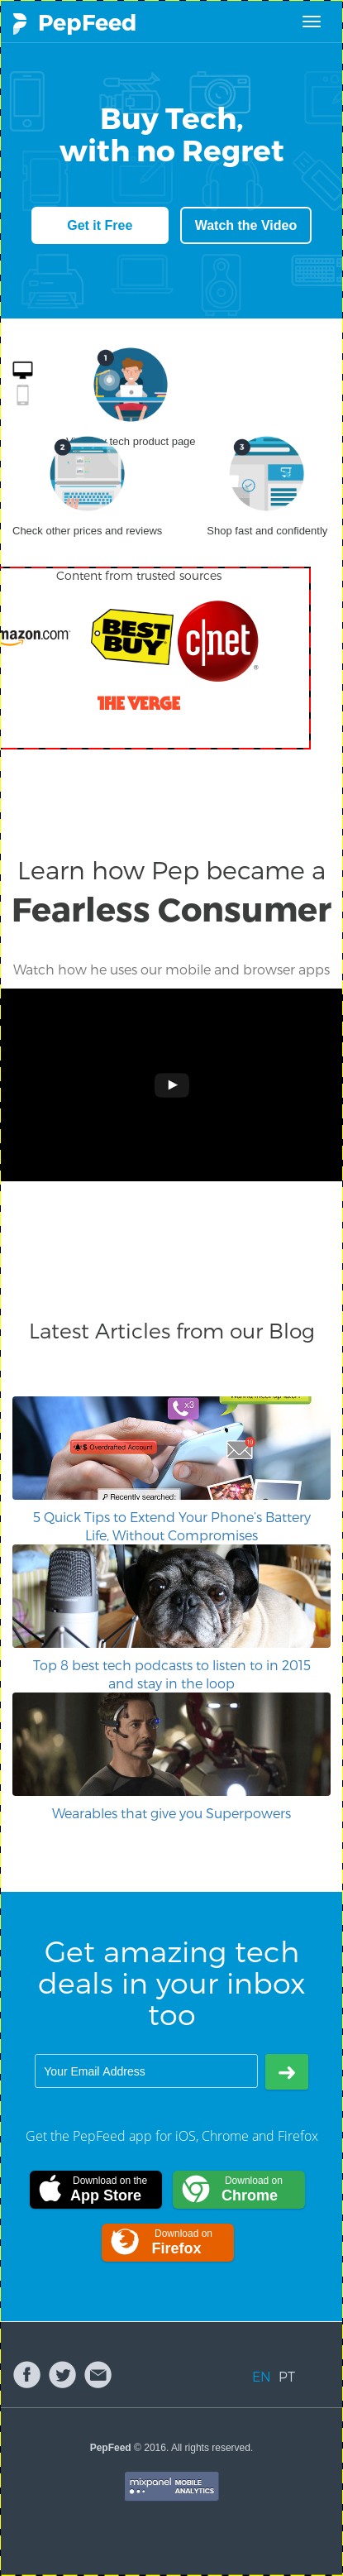 PepFeed
Buy Tech,
with no Regret
Get it Free
Watch the Video
1
tech product page
2
3
Check other prices and reviews
Shop fast and confidently
Content from trusted sources
mazon.com
BEST
BUY
c|net
THE VERGE
Learn how Pep became a
Fearless Consumer
Watch how he uses our mobile and browser apps
Latest Articles from our Blog
x3
$ Overdrafted Account
10
Recently searched:
5 Quick Tips to Extend Your Phone's Battery
Life, Without Compromises
Top 8 best tech podcasts to listen to in 2015
and stay in the loop
Wearables that give you Superpowers
Get amazing tech
deals in your inbox
too
Your Email Address
Get the PepFeed app for iOS, Chrome and Firefox
Download on the
App Store
Download on
Chrome
Download on
Firefox
EN PT
PepFeed © 2016. All rights reserved.
mixpanel MOBILE
ANALYTICS